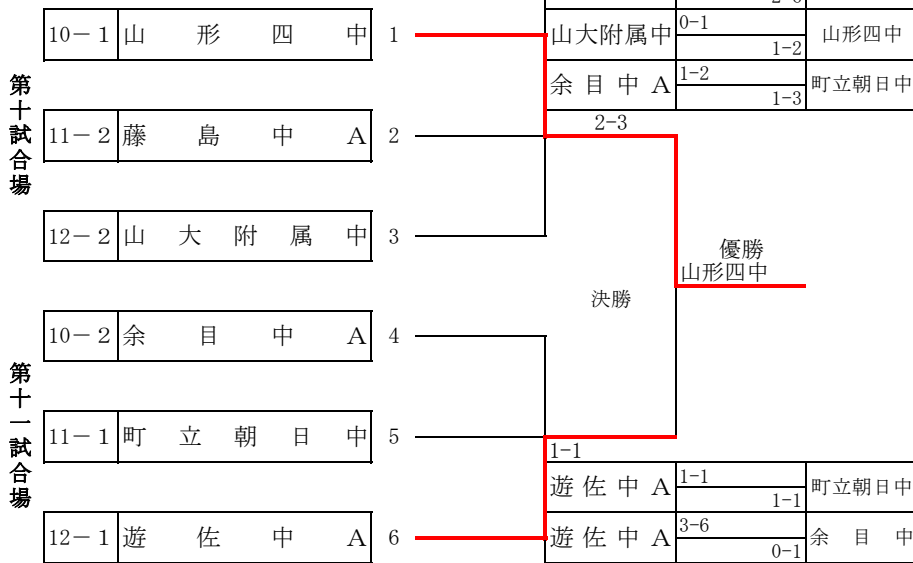 10－1 山形四中 1
山大附属中 0-1 1-2 山形四中
余目中A 1-2 1-3 町立朝日中
第十試合場
11－2 藤島中A 2
2-3
12－2 山大附属中 3
優勝
山形四中
決勝
10－2 余目中A 4
第十一試合場
11－1 町立朝日中 5
1-1
遊佐中A 1-1 1-1 町立朝日中
12－1 遊佐中A 6
遊佐中A 3-6 0-1 余目中